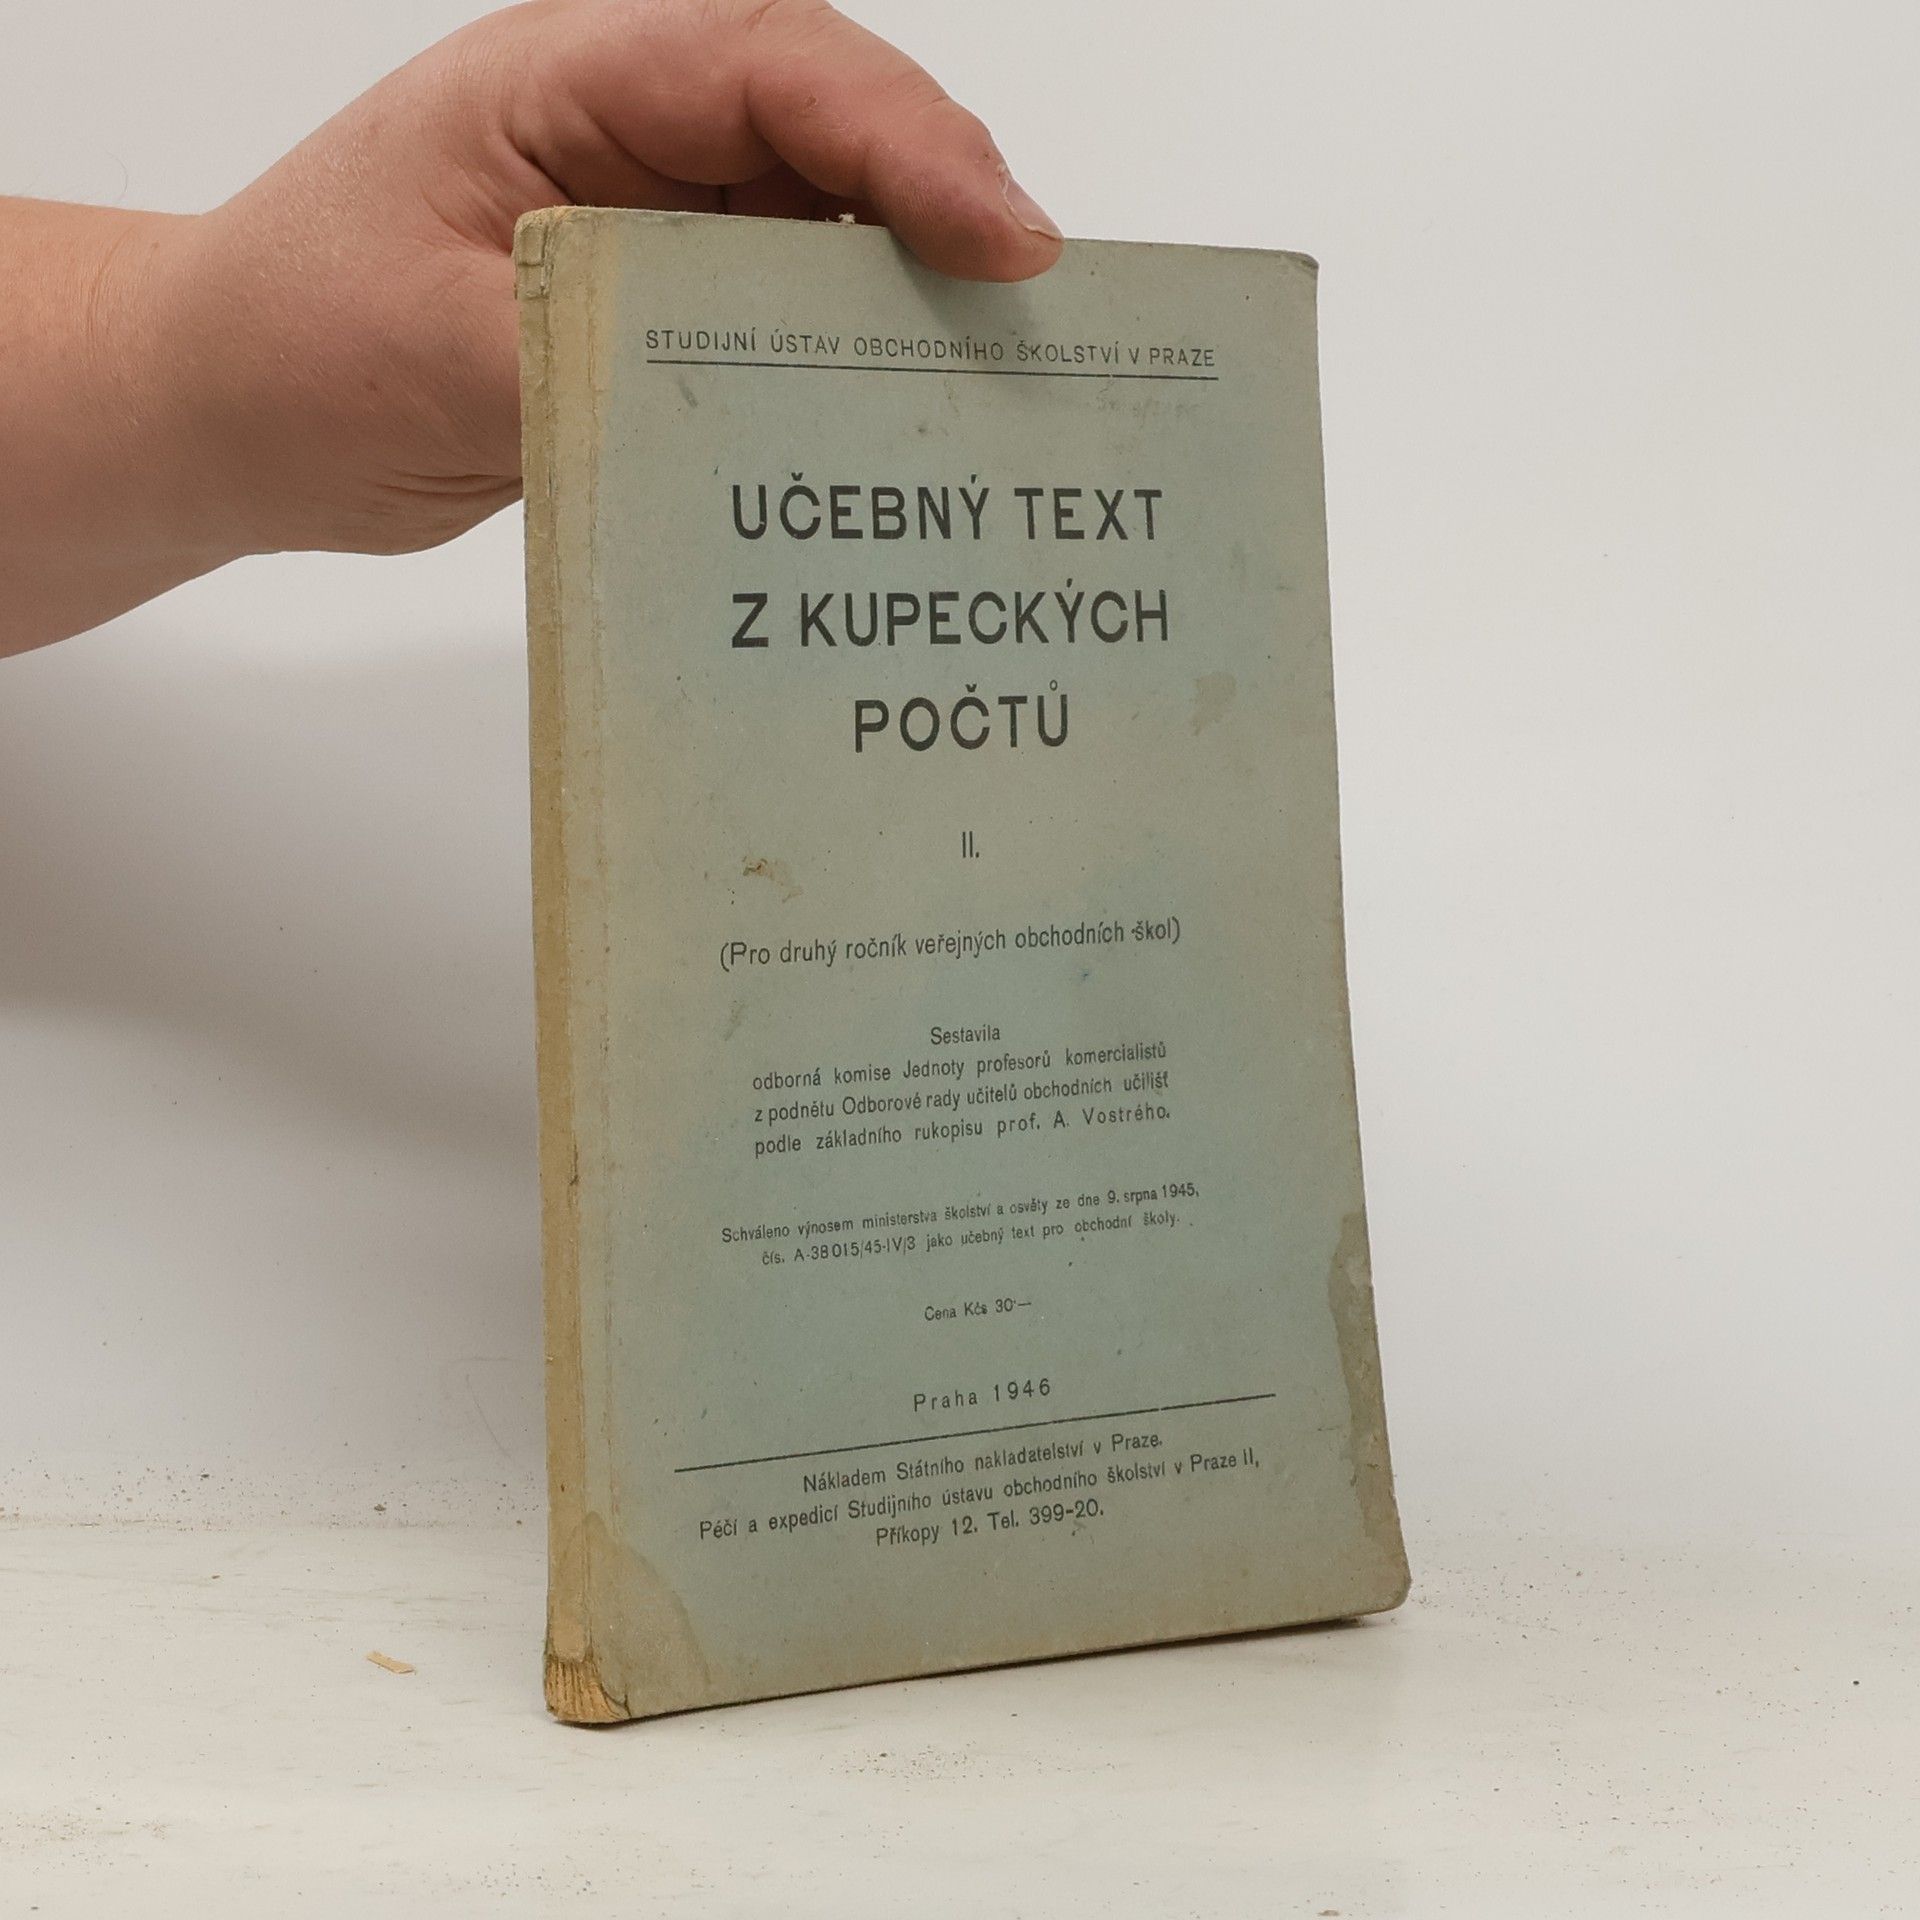 STUDIJNÍ ÚSTAV OBCHODNÍHO ŠKOLSTVÍ V PRAZE
UČEBNÝ TEXT
Z KUPECKÝCH
POČTŮ
II.
(Pro druhý ročník veřejných obchodních škol)
Sestavila
odborná komise Jednoty profesorů komercialistů
z podnětu Odborové rady učitelů obchodních učilišť
podle základního rukopisu prof. A. Vostrého.
Schváleno výnosem ministerstva školství a osvěty ze dne 9. srpna 1945,
čís. A-38015/45-IV/3 jako učebný text pro obchodní školy.
Cena Kčs 30·—
Praha 1946
Nákladem Státního nakladatelství v Praze.
Péčí a expedicí Studijního ústavu obchodního školství v Praze II,
Příkopy 12. Tel. 399-20.